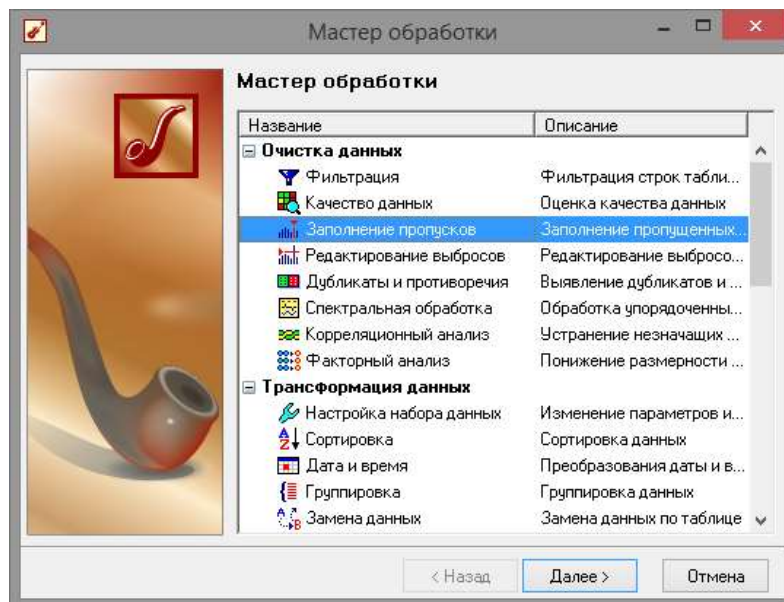 Мастер обработки
Мастер обработки
Название Описание
Очистка данных
Фильтрация Фильтрация строк табли...
Качество данных Оценка качества данных
Заполнение пропусков Заполнение пропущенных...
Редактирование выбросов Редактирование выбросо...
Дубликаты и противоречия Выявление дубликатов и ...
Спектральная обработка Обработка упорядоченны...
Корреляционный анализ Устранение незначащих ...
Факторный анализ Понижение размерности ...
Трансформация данных
Настройка набора данных Изменение параметров и...
Сортировка Сортировка данных
Дата и время Преобразования даты и в...
Группировка Группировка данных
Замена данных Замена данных по таблице
< Назад Далее > Отмена